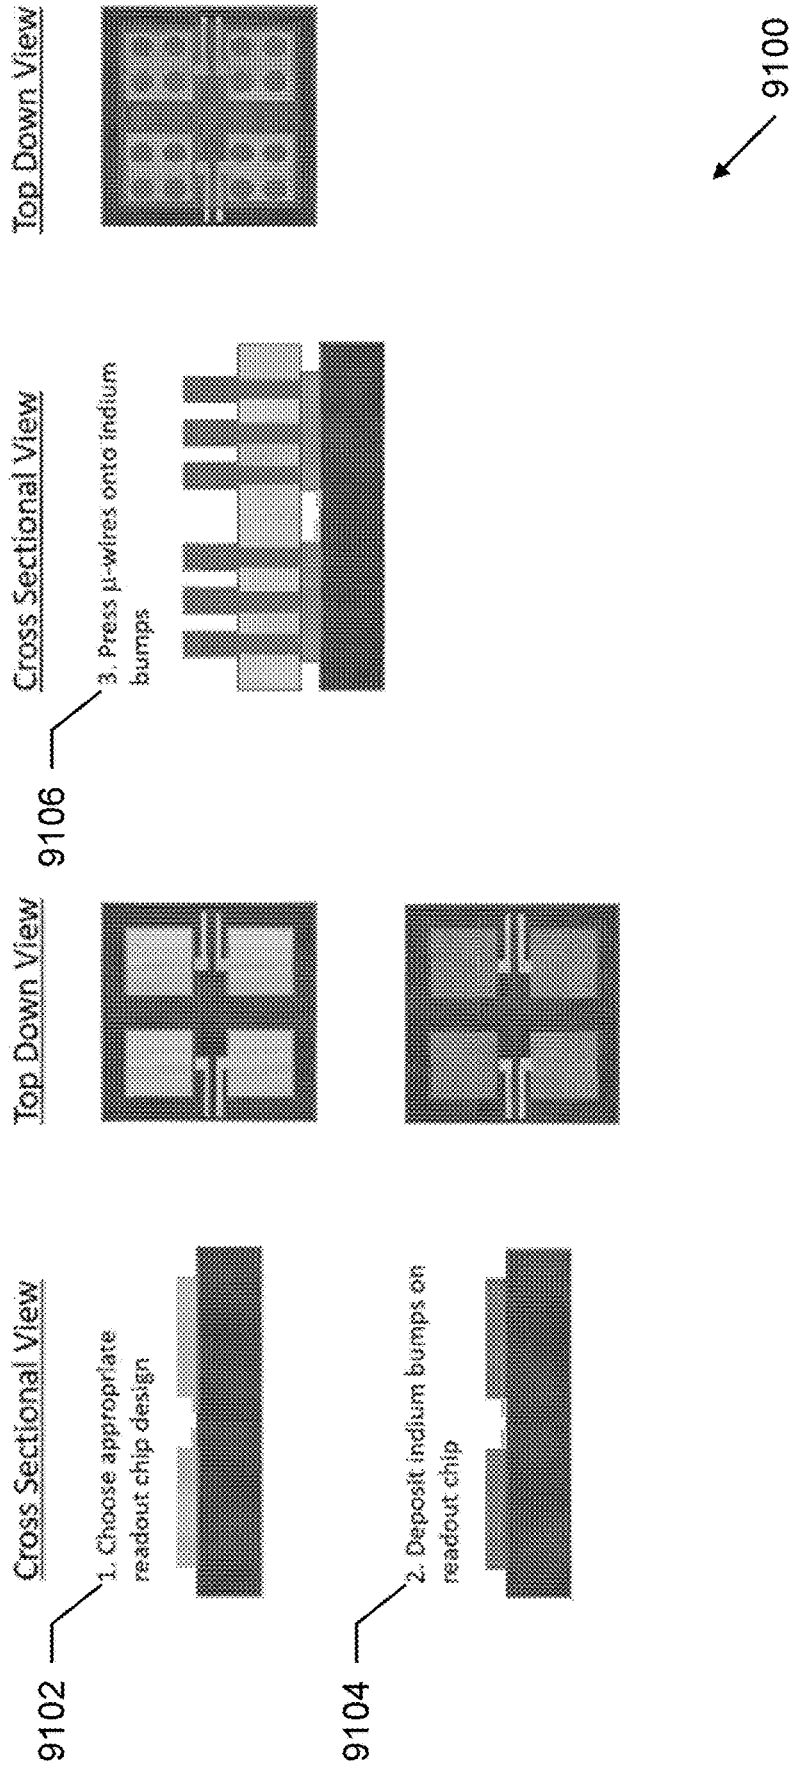 Cross Sectional View
Top Down View
9102
1. Choose appropriate
readout chip design
9104
2. Deposit indium bumps on
readout chip
Cross Sectional View
Top Down View
9106
3. Press µ-wires onto indium
bumps
9100